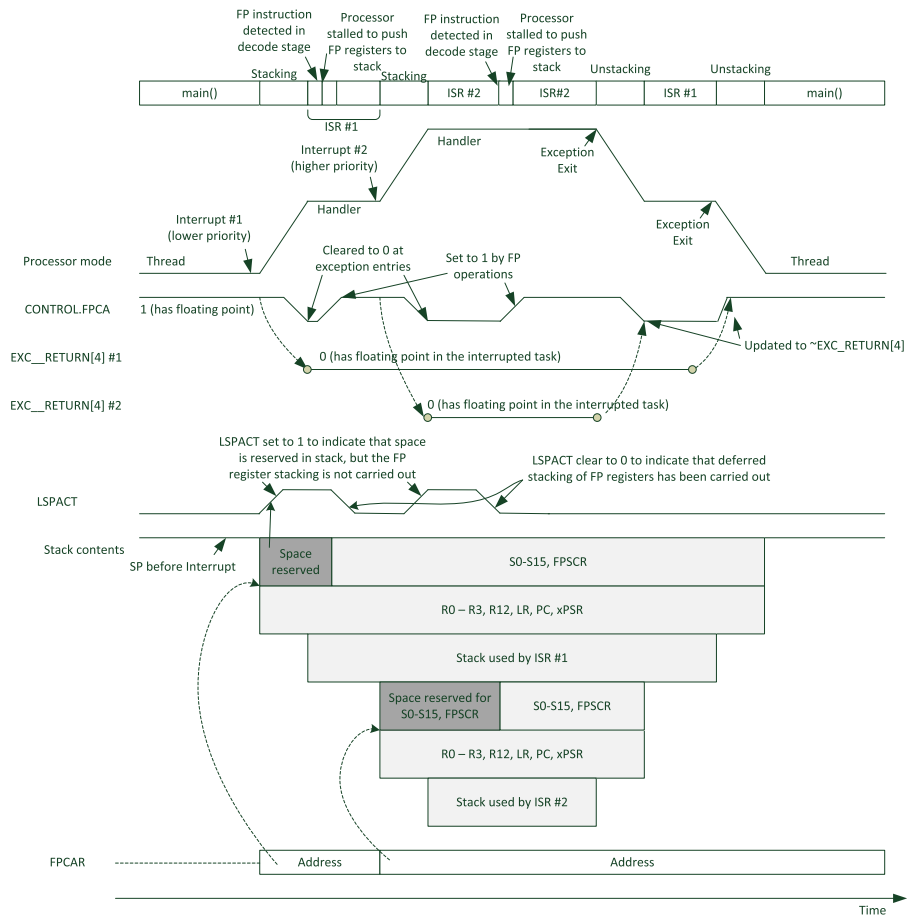 FP instruction
detected in
decode stage
Processor
stalled to push
FP registers to
stack
FP instruction
detected in
decode stage
Processor
stalled to push
FP registers to
stack
Stacking
Stacking
Unstacking
Unstacking
main()
ISR #2
ISR#2
ISR #1
main()
ISR #1
Interrupt #2
(higher priority)
Handler
Exception
Exit
Handler
Interrupt #1
(lower priority)
Exception
Exit
Processor mode
Thread
Cleared to 0 at
exception entries
Set to 1 by FP
operations
Thread
CONTROL.FPCA
1 (has floating point)
Updated to ~EXC_RETURN[4]
EXC__RETURN[4] #1
0 (has floating point in the interrupted task)
EXC__RETURN[4] #2
0 (has floating point in the interrupted task)
LSPACT set to 1 to indicate that space
is reserved in stack, but the FP
register stacking is not carried out
LSPACT clear to 0 to indicate that deferred
stacking of FP registers has been carried out
LSPACT
Stack contents
SP before Interrupt
Space
reserved
S0-S15, FPSCR
R0 – R3, R12, LR, PC, xPSR
Stack used by ISR #1
Space reserved for
S0-S15, FPSCR
S0-S15, FPSCR
R0 – R3, R12, LR, PC, xPSR
Stack used by ISR #2
FPCAR
Address
Address
Time